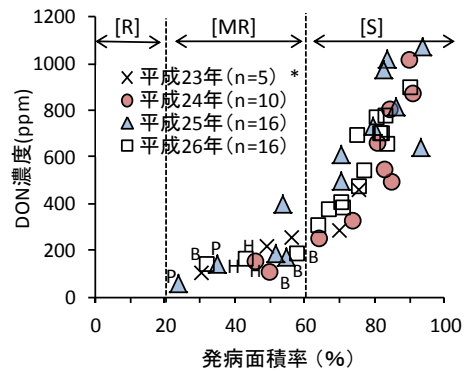 [R] [MR] [S]
1200
1000
800
600
400
200
0
DON濃度(ppm)
平成23年(n=5) *
平成24年(n=10)
平成25年(n=16)
平成26年(n=16)
P B P H H H B B B B
0 20 40 60 80 100
発病面積率(%)